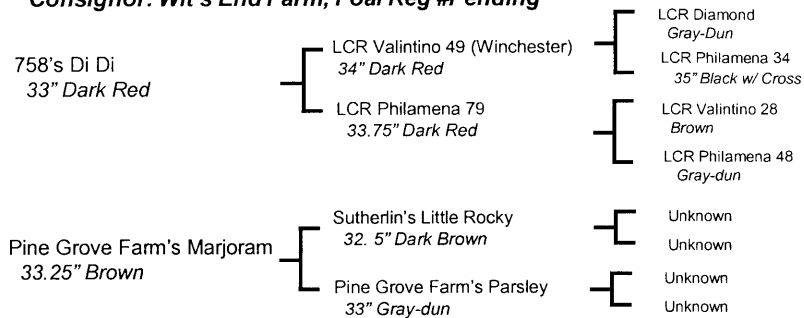 Consignor: Wit's End Farm, Foal Reg #Pending
758's Di Di
33" Dark Red
LCR Valintino 49 (Winchester)
34" Dark Red
LCR Philamena 79
33.75" Dark Red
LCR Diamond
Gray-Dun
LCR Philamena 34
35" Black w/ Cross
LCR Valintino 28
Brown
LCR Philamena 48
Gray-dun
Pine Grove Farm's Marjoram
33.25" Brown
Sutherlin's Little Rocky
32. 5" Dark Brown
Pine Grove Farm's Parsley
33" Gray-dun
Unknown
Unknown
Unknown
Unknown